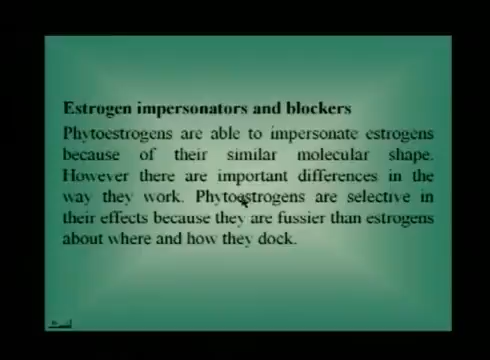 Estrogen impersonators and blockers
Phytoestrogens are able to impersonate estrogens
because of their similar molecular shape.
However there are important differences in the
way they work. Phytoestrogens are selective in
their effects because they are fussier than estrogens
about where and how they dock.